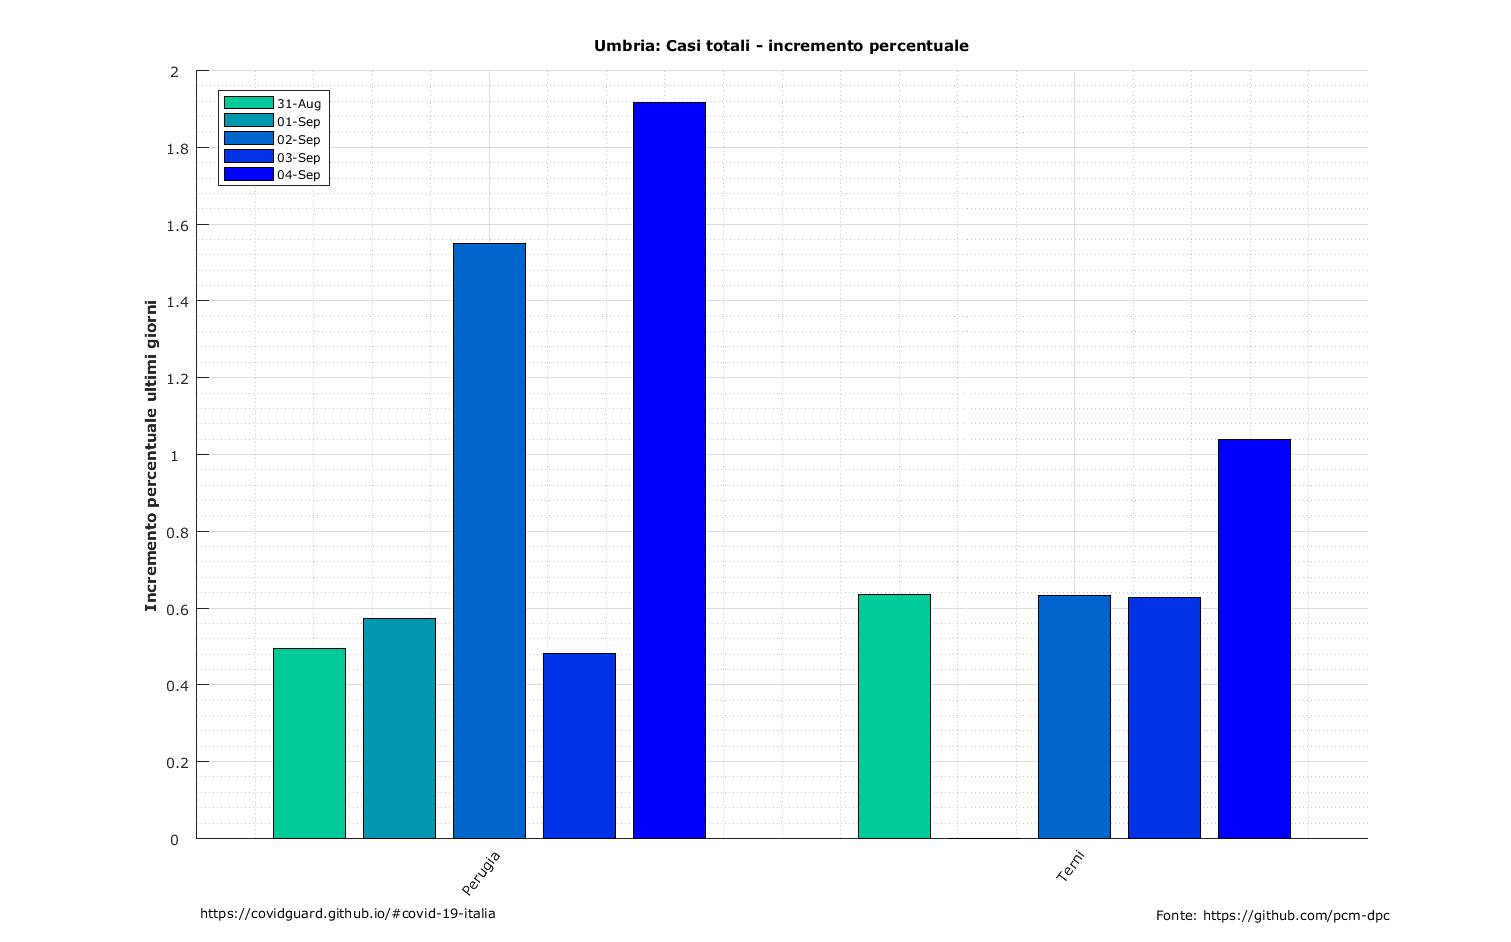 Umbria: Casi totali - incremento percentuale
2
1.8
1.6
1.4
1.2
1
0.8
0.6
0.4
0.2
0
Incremento percentuale ultimi giorni
31-Aug
01-Sep
02-Sep
03-Sep
04-Sep
Perugia
Terni
https://covidguard.github.io/#covid-19-italia
Fonte: https://github.com/pcm-dpc